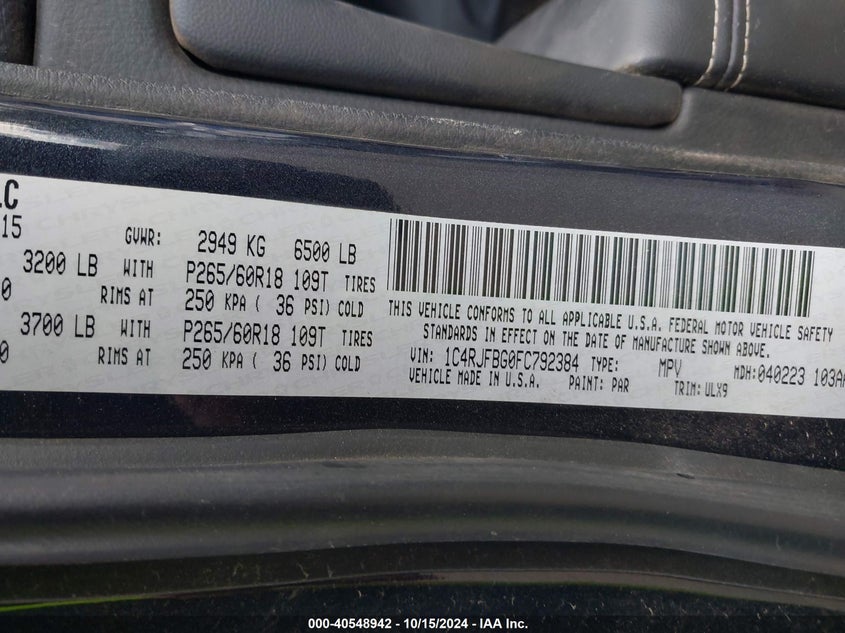 LC
15
GVWR: 2949 KG 6500 LB
3200 LB WITH P265/60R18 109T TIRES
0 RIMS AT 250 KPA ( 36 PSI) COLD
3700 LB WITH P265/60R18 109T TIRES
0 RIMS AT 250 KPA ( 36 PSI) COLD
THIS VEHICLE CONFORMS TO ALL APPLICABLE U.S.A. FEDERAL MOTOR VEHICLE SAFETY
STANDARDS IN EFFECT ON THE DATE OF MANUFACTURE SHOWN ABOVE.
VIN: 1C4RJFBG0FC792384 TYPE: MPV MDH:040223 103AA
VEHICLE MADE IN U.S.A. PAINT: PAR TRIM: ULX9
000-40548942 - 10/15/2024 - IAA Inc.